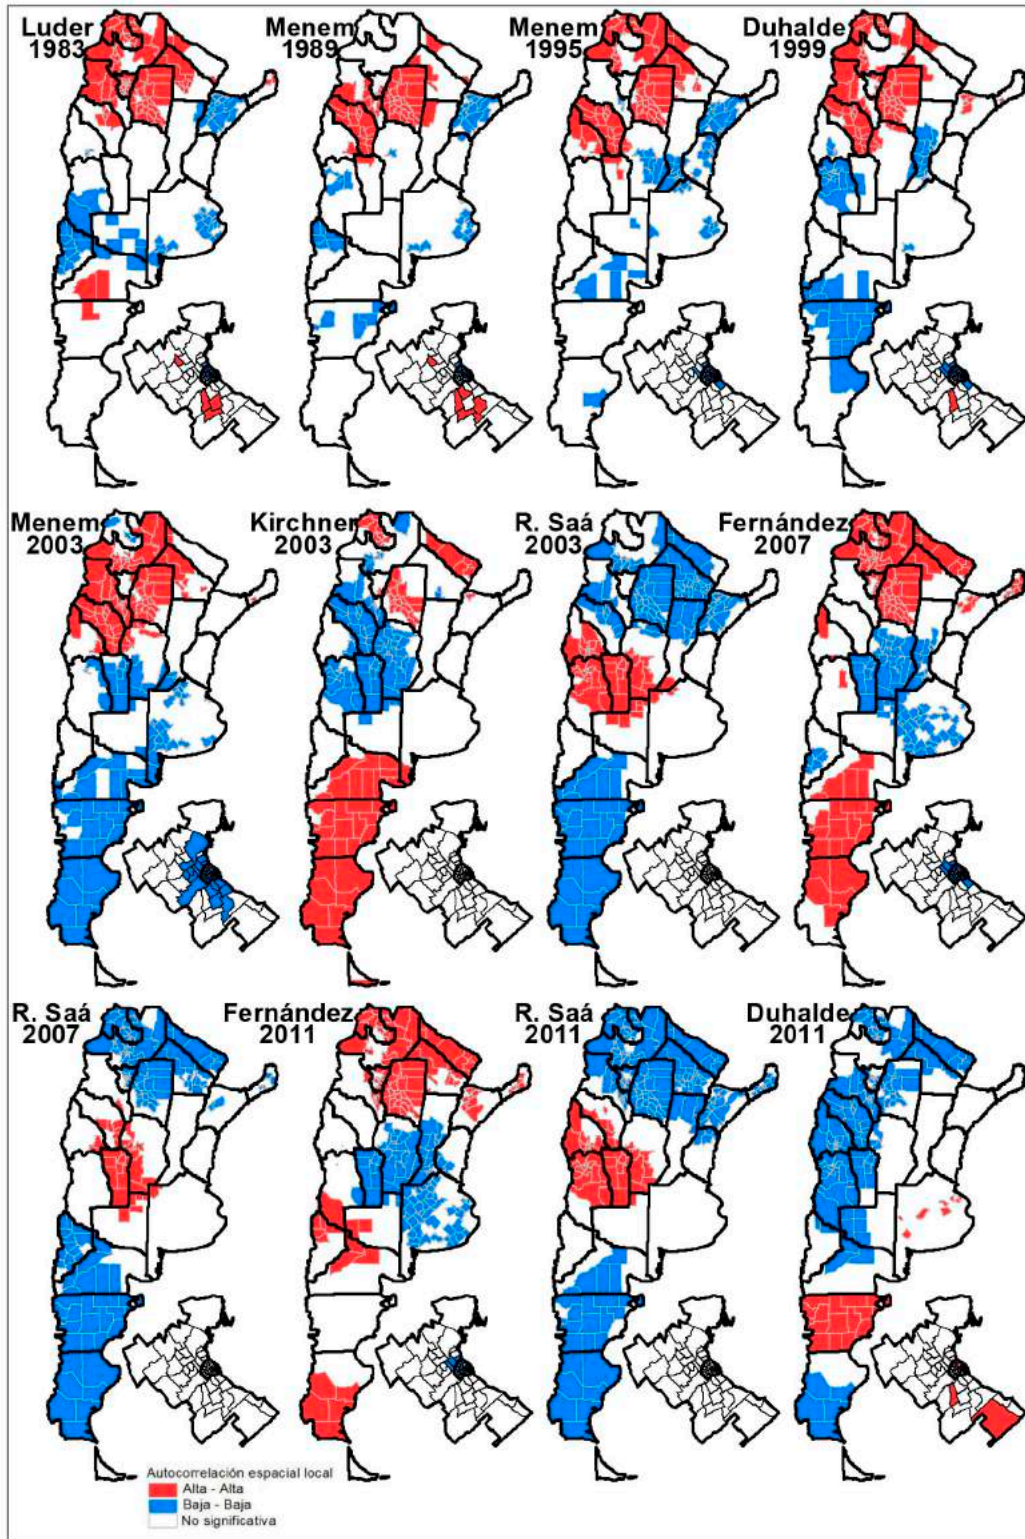 Luder
1983
Menem
1989
Menem
1995
Duhalde
1999
Menem
2003
Kirchner
2003
R. Saá
2003
Fernández
2007
R. Saá
2007
Fernández
2011
R. Saá
2011
Duhalde
2011
Autocorrelación espacial local
Alta - Alta
Baja - Baja
No significativa